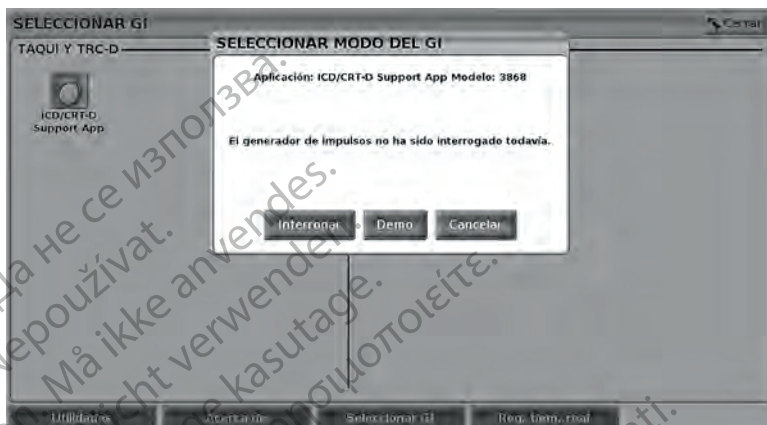 SELECCIONAR GI
Cerrar
TAQUI Y TRC-D
ICD/CRT-D
Support App
SELECCIONAR MODO DEL GI
Aplicación: ICD/CRT-D Support App Modelo: 3868
El generador de impulsos no ha sido interrogado todavía.
Interrogar
Demo
Cancelar
Utilidades
Acerca de
Seleccionar GI
Reg. tiem. real
да не се използва.
nepoužívat.
Må ikke anvendes.
nicht verwenden.
kasutage.
χρησιμοποιείτε.